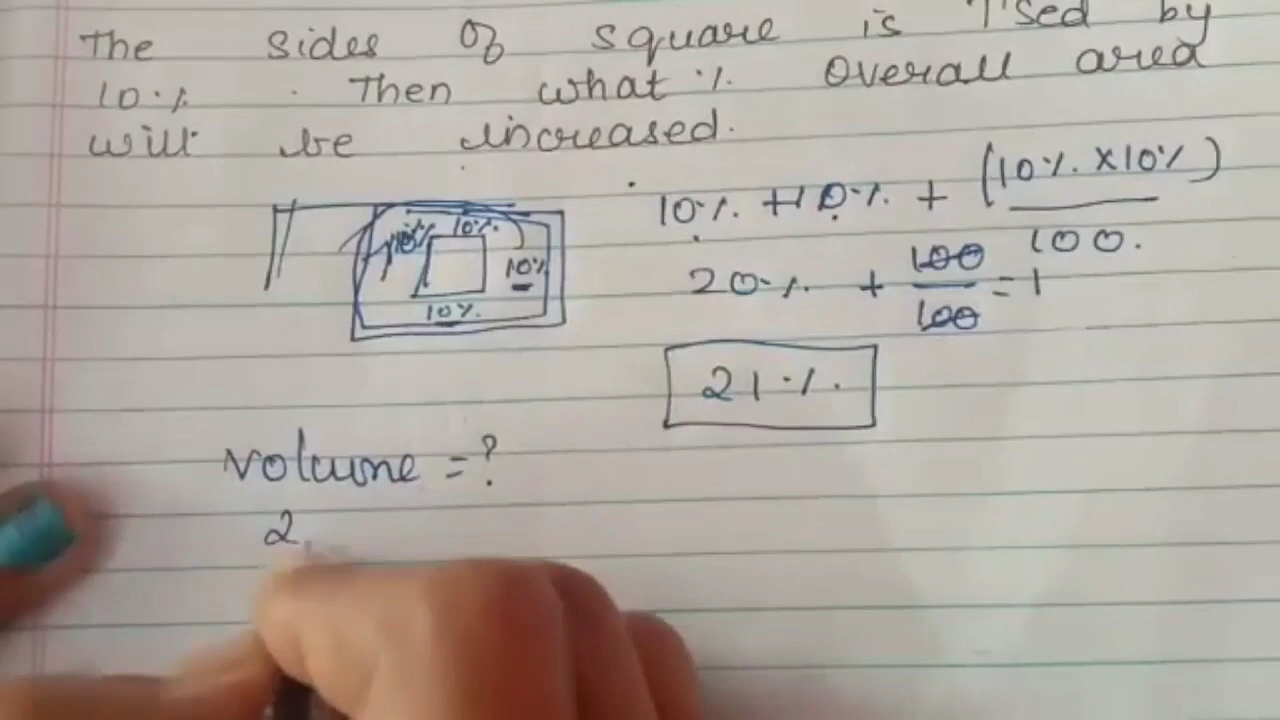 The sides of square is ↑sed by
10%. Then what % overall area
will be increased.
10% + 10% + (10% × 10%)
100.
10% 10%
10%
10%
20% + 100/100 = 1
21%.
Volume = ?
2